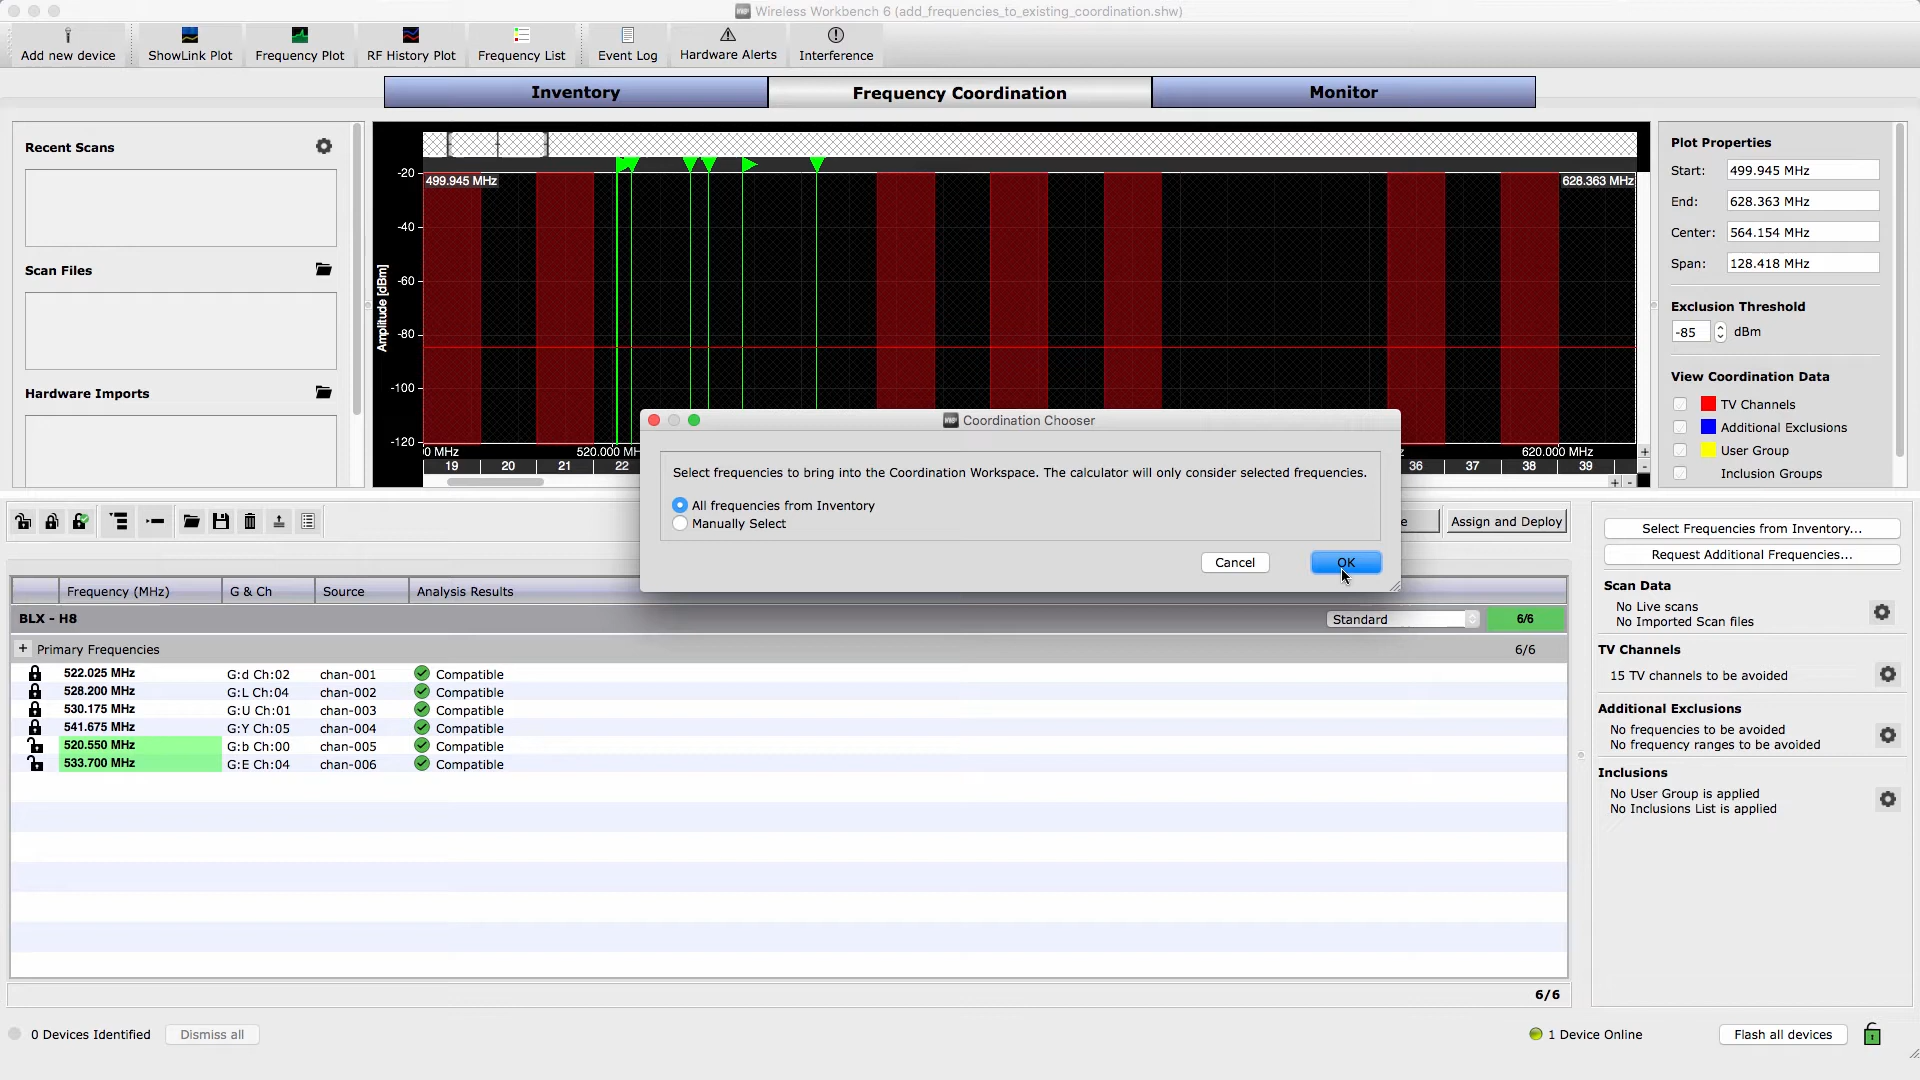 Wireless Workbench 6 (add_frequencies_to_existing_coordination.shw)
Add new device
ShowLink Plot
Frequency Plot
RF History Plot
Frequency List
Event Log
Hardware Alerts
Interference
Inventory
Frequency Coordination
Monitor
Recent Scans
Scan Files
Hardware Imports
Amplitude [dBm]
-20
-40
-60
-80
-100
-120
499.945 MHz
628.363 MHz
0 MHz
520.000 MH
620.000 MHz
19 20 21 22
36 37 38 39
Plot Properties
Start: 499.945 MHz
End: 628.363 MHz
Center: 564.154 MHz
Span: 128.418 MHz
Exclusion Threshold
-85 dBm
View Coordination Data
TV Channels
Additional Exclusions
User Group
Inclusion Groups
Coordination Chooser
Select frequencies to bring into the Coordination Workspace. The calculator will only consider selected frequencies.
All frequencies from Inventory
Manually Select
Cancel
OK
e
Assign and Deploy
Frequency (MHz) G & Ch Source Analysis Results
BLX - H8 Standard 6/6
+ Primary Frequencies 6/6
522.025 MHz G:d Ch:02 chan-001 Compatible
528.200 MHz G:L Ch:04 chan-002 Compatible
530.175 MHz G:U Ch:01 chan-003 Compatible
541.675 MHz G:Y Ch:05 chan-004 Compatible
520.550 MHz G:b Ch:00 chan-005 Compatible
533.700 MHz G:E Ch:04 chan-006 Compatible
6/6
Select Frequencies from Inventory...
Request Additional Frequencies...
Scan Data
No Live scans
No Imported Scan files
TV Channels
15 TV channels to be avoided
Additional Exclusions
No frequencies to be avoided
No frequency ranges to be avoided
Inclusions
No User Group is applied
No Inclusions List is applied
0 Devices Identified
Dismiss all
1 Device Online
Flash all devices